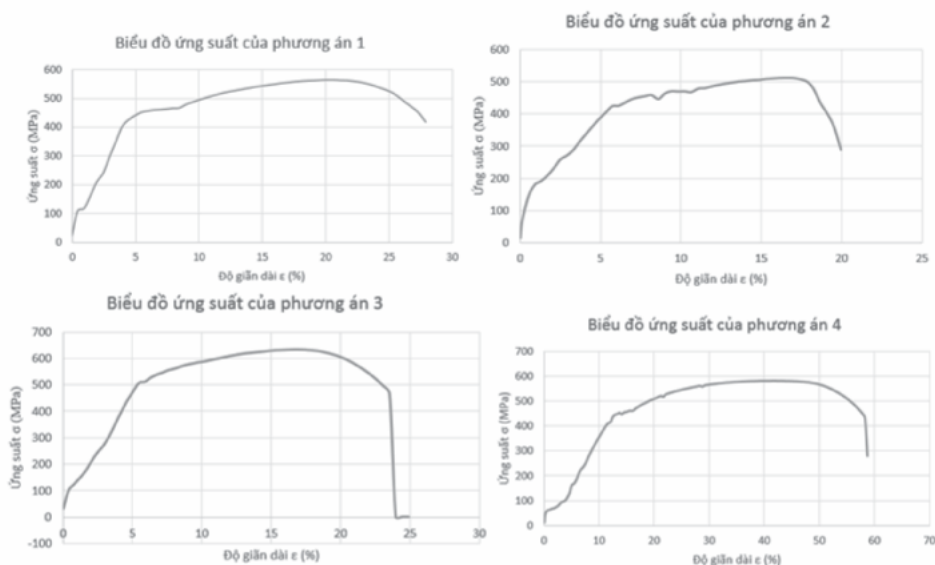 Biểu đồ ứng suất của phương án 1
Ứng suất σ (MPa)
600
500
400
300
200
100
0
0 5 10 15 20 25 30
Độ giãn dài ε (%)
Biểu đồ ứng suất của phương án 2
Ứng suất σ (MPa)
600
500
400
300
200
100
0
0 5 10 15 20 25
Độ giãn dài ε (%)
Biểu đồ ứng suất của phương án 3
Ứng suất σ (MPa)
700
600
500
400
300
200
100
0
-100
0 5 10 15 20 25 30
Độ giãn dài ε (%)
Biểu đồ ứng suất của phương án 4
Ứng suất σ (MPa)
700
600
500
400
300
200
100
0
0 10 20 30 40 50 60 70
Độ giãn dài ε (%)